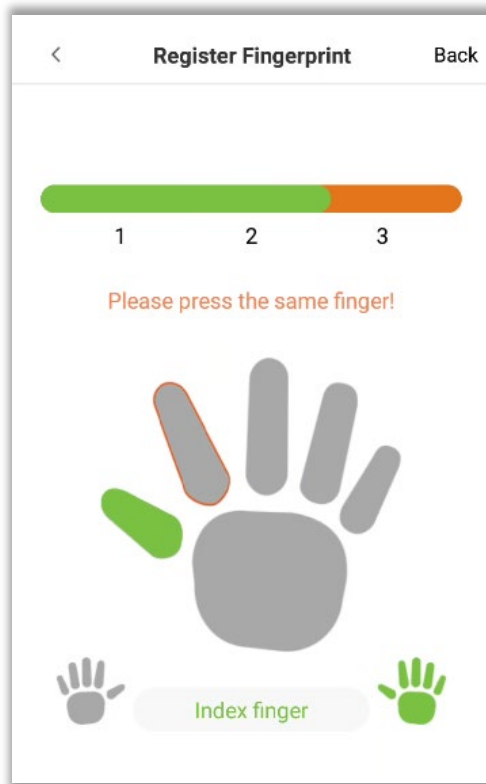 Register Fingerprint Back
1 2 3
Please press the same finger!
Index finger